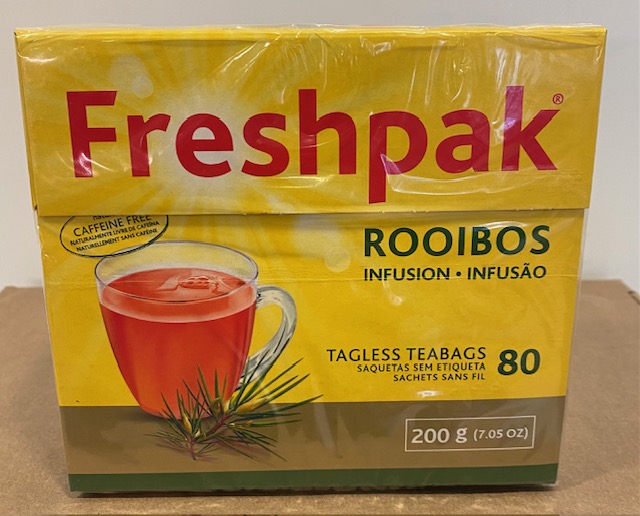 Freshpak®
CAFFEINE FREE
NATURALMENTE LIVRE DE CAFEÍNA
NATURELLEMENT SANS CAFÉINE
ROOIBOS
INFUSION • INFUSÃO
TAGLESS TEABAGS 80
SAQUETAS SEM ETIQUETA
SACHETS SANS FIL
200 g (7.05 OZ)